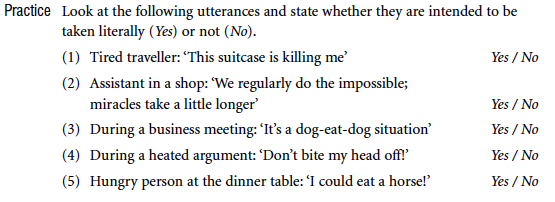 Practice Look at the following utterances and state whether they are intended to be
taken literally (Yes) or not (No).
(1) Tired traveller: ‘This suitcase is killing me’ Yes / No
(2) Assistant in a shop: ‘We regularly do the impossible;
miracles take a little longer’ Yes / No
(3) During a business meeting: ‘It’s a dog-eat-dog situation’ Yes / No
(4) During a heated argument: ‘Don’t bite my head off!’ Yes / No
(5) Hungry person at the dinner table: ‘I could eat a horse!’ Yes / No